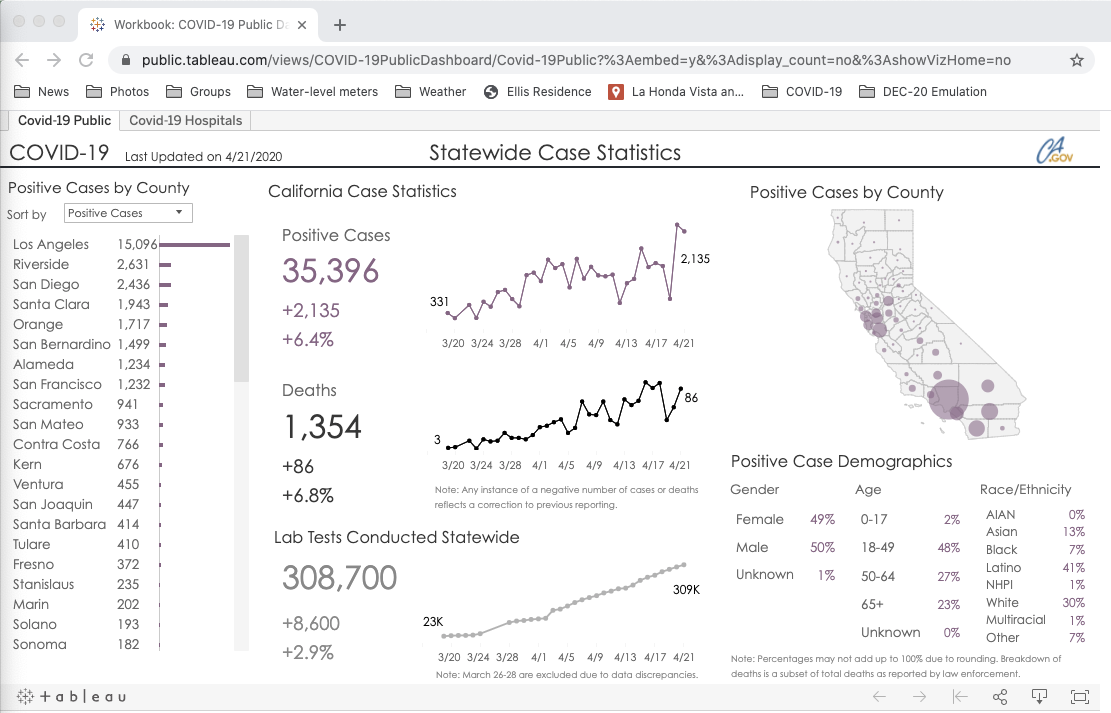 Workbook: COVID-19 Public Da
public.tableau.com/views/COVID-19PublicDashboard/Covid-19Public?%3Aembed=y&%3Adisplay_count=no&%3AshowVizHome=no
News Photos Groups Water-level meters Weather Ellis Residence La Honda Vista an... COVID-19 DEC-20 Emulation
Covid-19 Public Covid-19 Hospitals
COVID-19 Last Updated on 4/21/2020 Statewide Case Statistics CA.GOV
Positive Cases by County
Sort by Positive Cases
Los Angeles 15,096
Riverside 2,631
San Diego 2,436
Santa Clara 1,943
Orange 1,717
San Bernardino 1,499
Alameda 1,234
San Francisco 1,232
Sacramento 941
San Mateo 933
Contra Costa 766
Kern 676
Ventura 455
San Joaquin 447
Santa Barbara 414
Tulare 410
Fresno 372
Stanislaus 235
Marin 202
Solano 193
Sonoma 182
California Case Statistics
Positive Cases
35,396
+2,135
+6.4%
331
2,135
3/20 3/24 3/28 4/1 4/5 4/9 4/13 4/17 4/21
Deaths
1,354
+86
+6.8%
3
86
3/20 3/24 3/28 4/1 4/5 4/9 4/13 4/17 4/21
Note: Any instance of a negative number of cases or deaths
reflects a correction to previous reporting.
Lab Tests Conducted Statewide
308,700
+8,600
+2.9%
23K
309K
3/20 3/24 3/28 4/1 4/5 4/9 4/13 4/17 4/21
Note: March 26-28 are excluded due to data discrepancies.
Positive Cases by County
Positive Case Demographics
Gender
Female 49%
Male 50%
Unknown 1%
Age
0-17 2%
18-49 48%
50-64 27%
65+ 23%
Unknown 0%
Race/Ethnicity
AIAN 0%
Asian 13%
Black 7%
Latino 41%
NHPI 1%
White 30%
Multiracial 1%
Other 7%
Note: Percentages may not add up to 100% due to rounding. Breakdown of
deaths is a subset of total deaths as reported by law enforcement.
+ableau